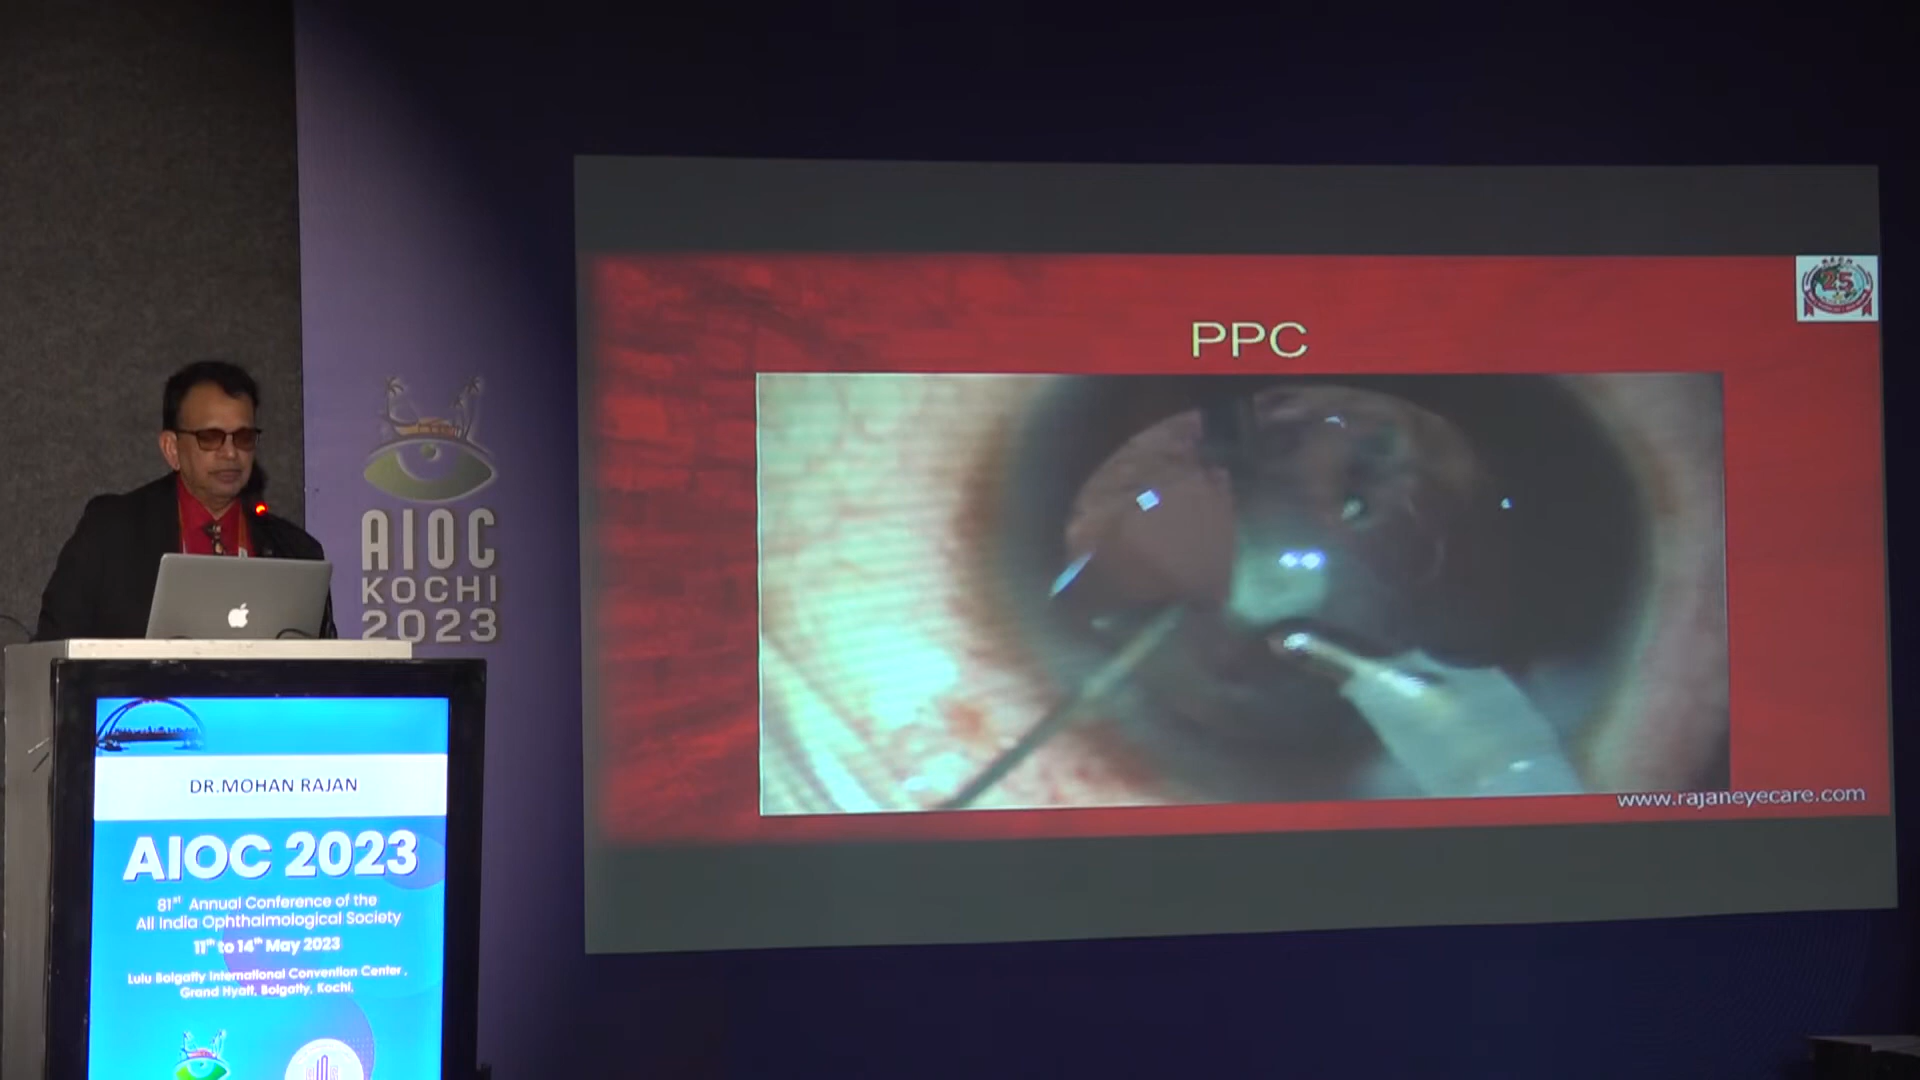 PPC
25
www.rajaneyecare.com
AIOC
KOCHI
2023
DR.MOHAN RAJAN
AIOC 2023
81st Annual Conference of the
All India Ophthalmological Society
11th to 14th May 2023
Lulu Bolgatty International Convention Center,
Grand Hyatt, Bolgatty, Kochi.